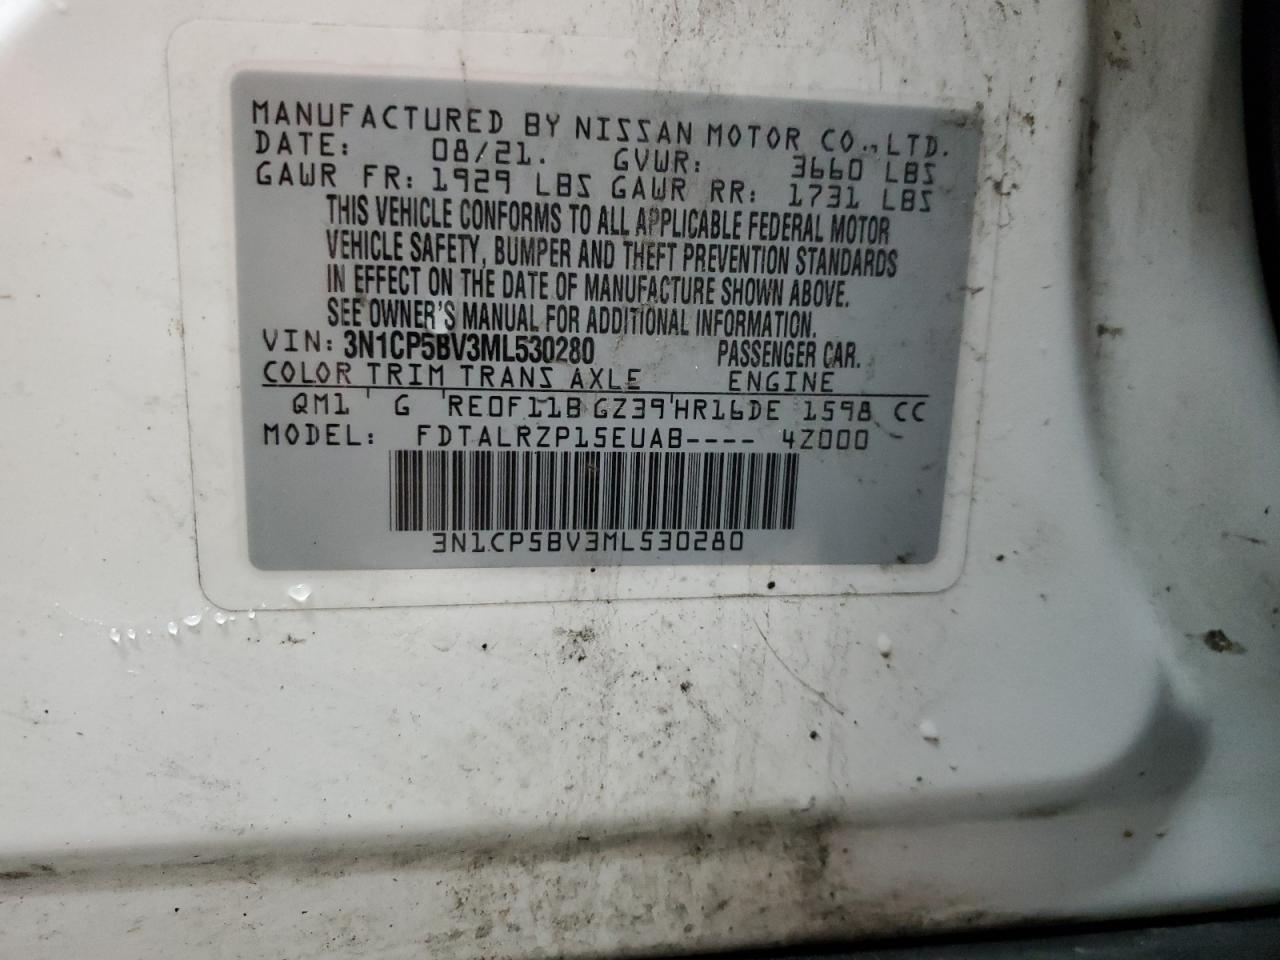 MANUFACTURED BY NISSAN MOTOR CO.,LTD.
DATE: 08/21. GVWR: 3660 LBS
GAWR FR: 1929 LBS GAWR RR: 1731 LBS
THIS VEHICLE CONFORMS TO ALL APPLICABLE FEDERAL MOTOR
VEHICLE SAFETY, BUMPER AND THEFT PREVENTION STANDARDS
IN EFFECT ON THE DATE OF MANUFACTURE SHOWN ABOVE.
SEE OWNER'S MANUAL FOR ADDITIONAL INFORMATION.
VIN: 3N1CP5BV3ML530280 PASSENGER CAR.
COLOR TRIM TRANS AXLE ENGINE
QM1 G RE0F11B GZ39 HR16DE 1598 CC
MODEL: FDTALRZP15EUAB---- 4Z000
3N1CP5BV3ML530280